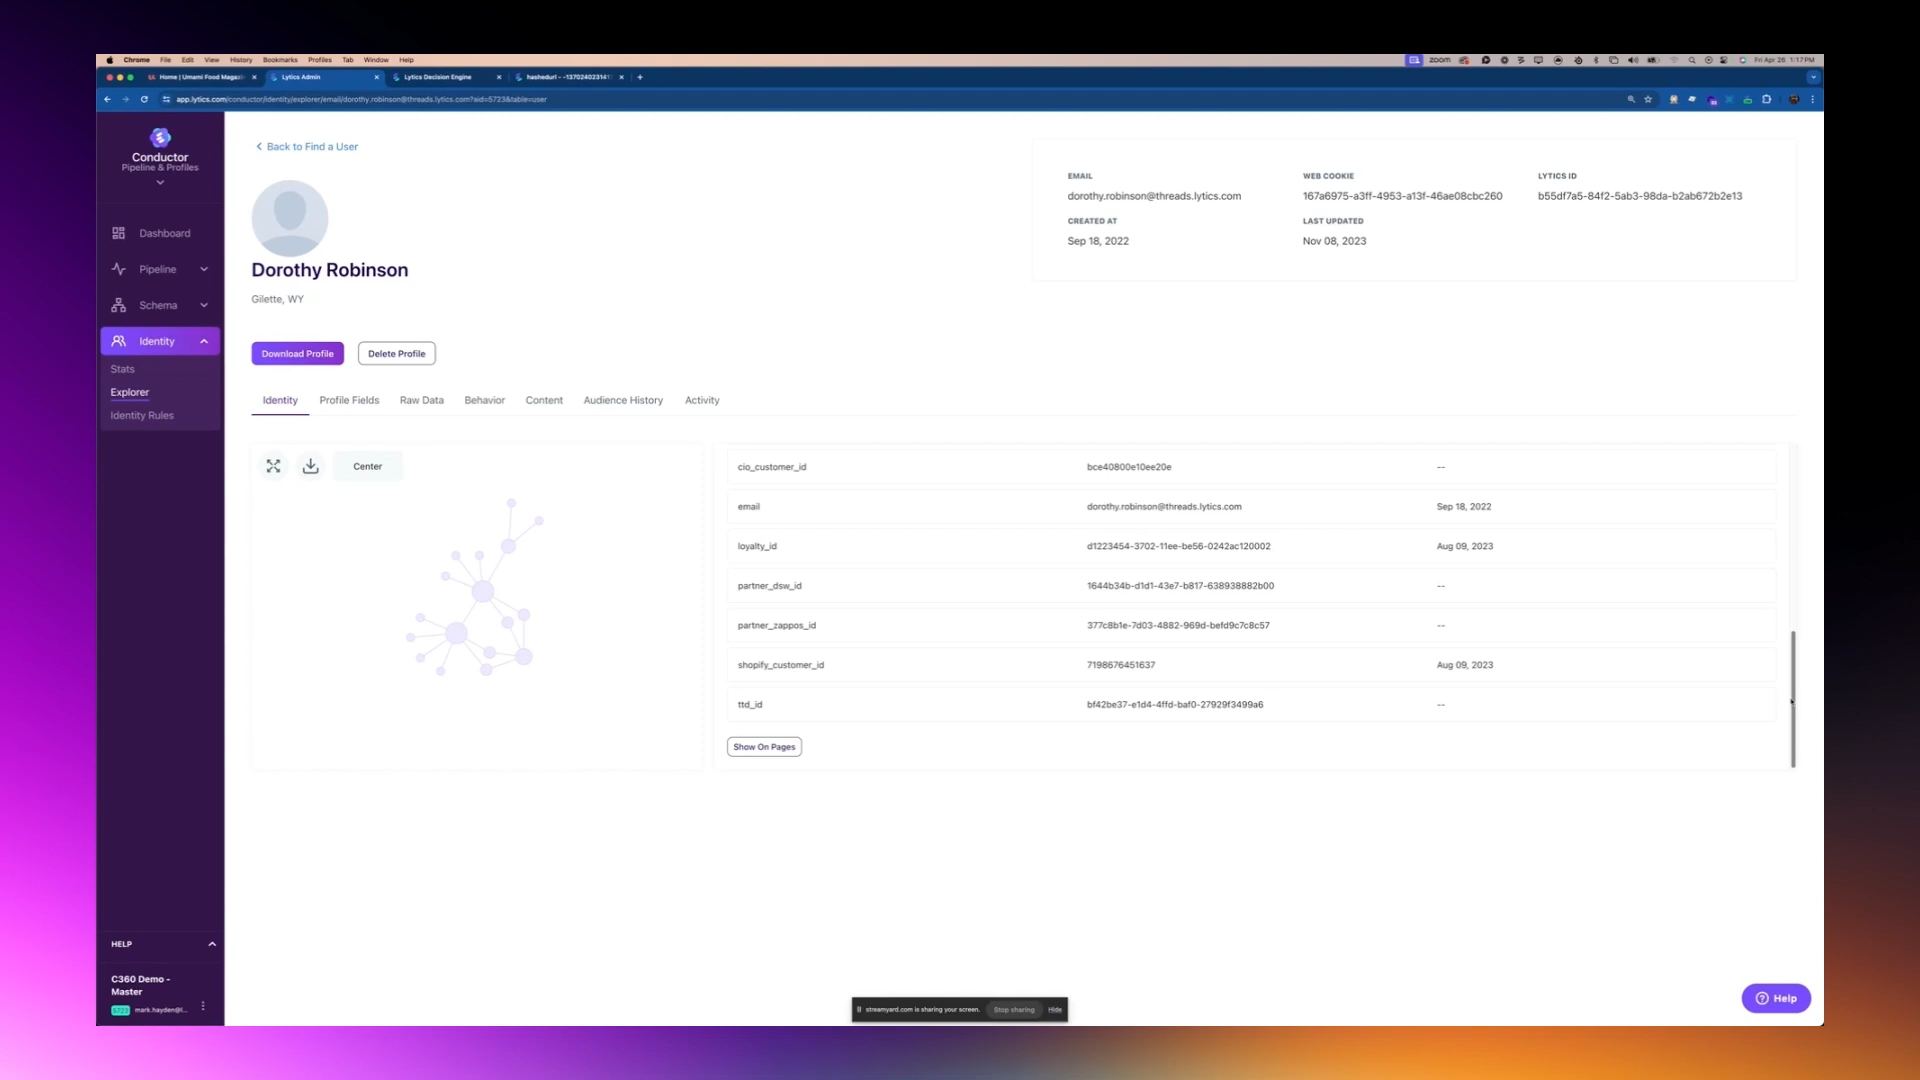 Chrome File Edit View History Bookmarks Profiles Tab Window Help
zoom Fri Apr 26 1:17 PM
Home | Umami Food Magazi Lytics Admin Lytics Decision Engine hashedurl - -1370240231417
app.lytics.com/conductor/identity/explorer/email/dorothy.robinson@threads.lytics.com?aid=5723&table=user
Conductor
Pipeline & Profiles
Dashboard
Pipeline
Schema
Identity
Stats
Explorer
Identity Rules
HELP
C360 Demo -
Master
5723 mark.hayden@l...
Back to Find a User
Dorothy Robinson
Gilette, WY
EMAIL WEB COOKIE LYTICS ID
dorothy.robinson@threads.lytics.com 167a6975-a3ff-4953-a13f-46ae08cbc260 b55df7a5-84f2-5ab3-98da-b2ab672b2e13
CREATED AT LAST UPDATED
Sep 18, 2022 Nov 08, 2023
Download Profile Delete Profile
Identity Profile Fields Raw Data Behavior Content Audience History Activity
Center
cio_customer_id bce40800e10ee20e --
email dorothy.robinson@threads.lytics.com Sep 18, 2022
loyalty_id d1223454-3702-11ee-be56-0242ac120002 Aug 09, 2023
partner_dsw_id 1644b34b-d1d1-43e7-b817-638938882b00 --
partner_zappos_id 377c8b1e-7d03-4882-969d-befd9c7c8c57 --
shopify_customer_id 7198676451637 Aug 09, 2023
ttd_id bf42be37-e1d4-4ffd-baf0-27929f3499a6 --
Show On Pages
streamyard.com is sharing your screen. Stop sharing Hide
Help